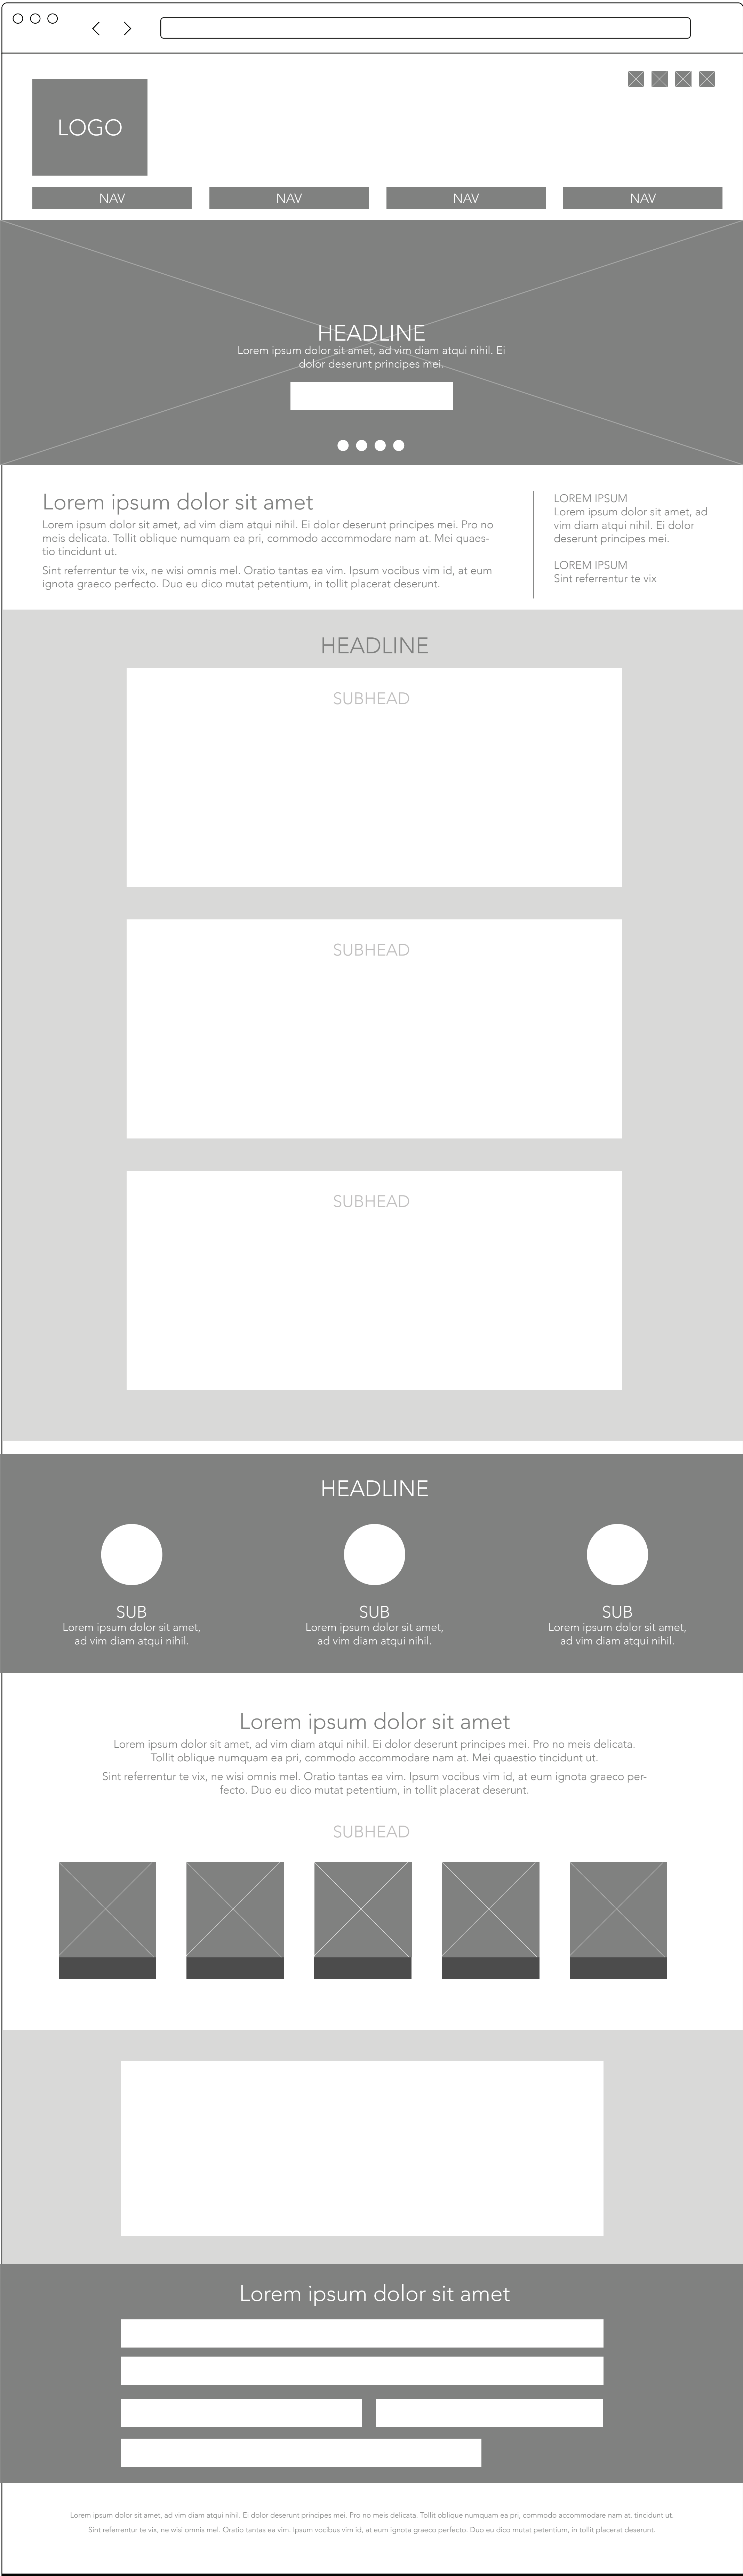 LOGO
NAV NAV NAV NAV
HEADLINE
Lorem ipsum dolor sit amet, ad vim diam atqui nihil. Ei
dolor deserunt principes mei.
Lorem ipsum dolor sit amet
Lorem ipsum dolor sit amet, ad vim diam atqui nihil. Ei dolor deserunt principes mei. Pro no
meis delicata. Tollit oblique numquam ea pri, commodo accommodare nam at. Mei quaes-
tio tincidunt ut.
Sint referrentur te vix, ne wisi omnis mel. Oratio tantas ea vim. Ipsum vocibus vim id, at eum
ignota graeco perfecto. Duo eu dico mutat petentium, in tollit placerat deserunt.
LOREM IPSUM
Lorem ipsum dolor sit amet, ad
vim diam atqui nihil. Ei dolor
deserunt principes mei.
LOREM IPSUM
Sint referrentur te vix
HEADLINE
SUBHEAD
SUBHEAD
SUBHEAD
HEADLINE
SUB
Lorem ipsum dolor sit amet,
ad vim diam atqui nihil.
SUB
Lorem ipsum dolor sit amet,
ad vim diam atqui nihil.
SUB
Lorem ipsum dolor sit amet,
ad vim diam atqui nihil.
Lorem ipsum dolor sit amet
Lorem ipsum dolor sit amet, ad vim diam atqui nihil. Ei dolor deserunt principes mei. Pro no meis delicata.
Tollit oblique numquam ea pri, commodo accommodare nam at. Mei quaestio tincidunt ut.
Sint referrentur te vix, ne wisi omnis mel. Oratio tantas ea vim. Ipsum vocibus vim id, at eum ignota graeco per-
fecto. Duo eu dico mutat petentium, in tollit placerat deserunt.
SUBHEAD
Lorem ipsum dolor sit amet
Lorem ipsum dolor sit amet, ad vim diam atqui nihil. Ei dolor deserunt principes mei. Pro no meis delicata. Tollit oblique numquam ea pri, commodo accommodare nam at. tincidunt ut.
Sint referrentur te vix, ne wisi omnis mel. Oratio tantas ea vim. Ipsum vocibus vim id, at eum ignota graeco perfecto. Duo eu dico mutat petentium, in tollit placerat deserunt.